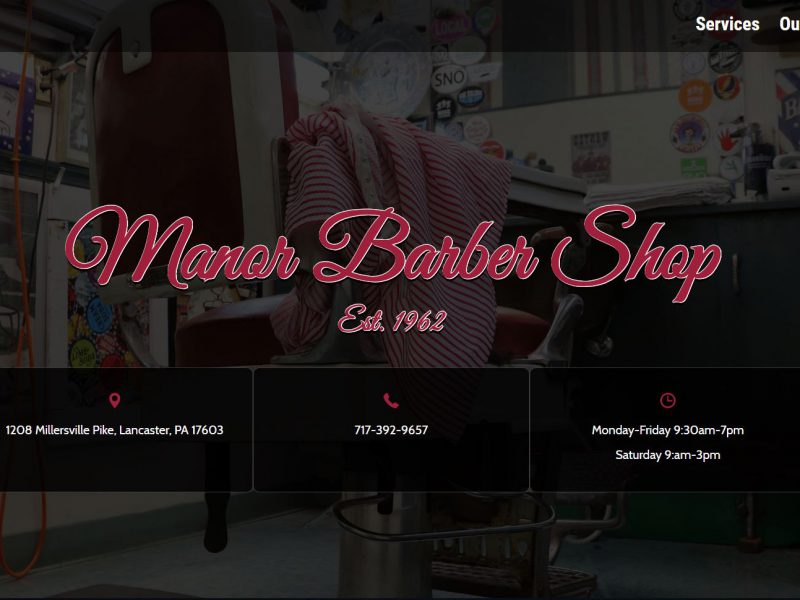 Services Ou
LOCAL
SNO
Manor Barber Shop
Est. 1962
1208 Millersville Pike, Lancaster, PA 17603
717-392-9657
Monday-Friday 9:30am-7pm
Saturday 9:am-3pm